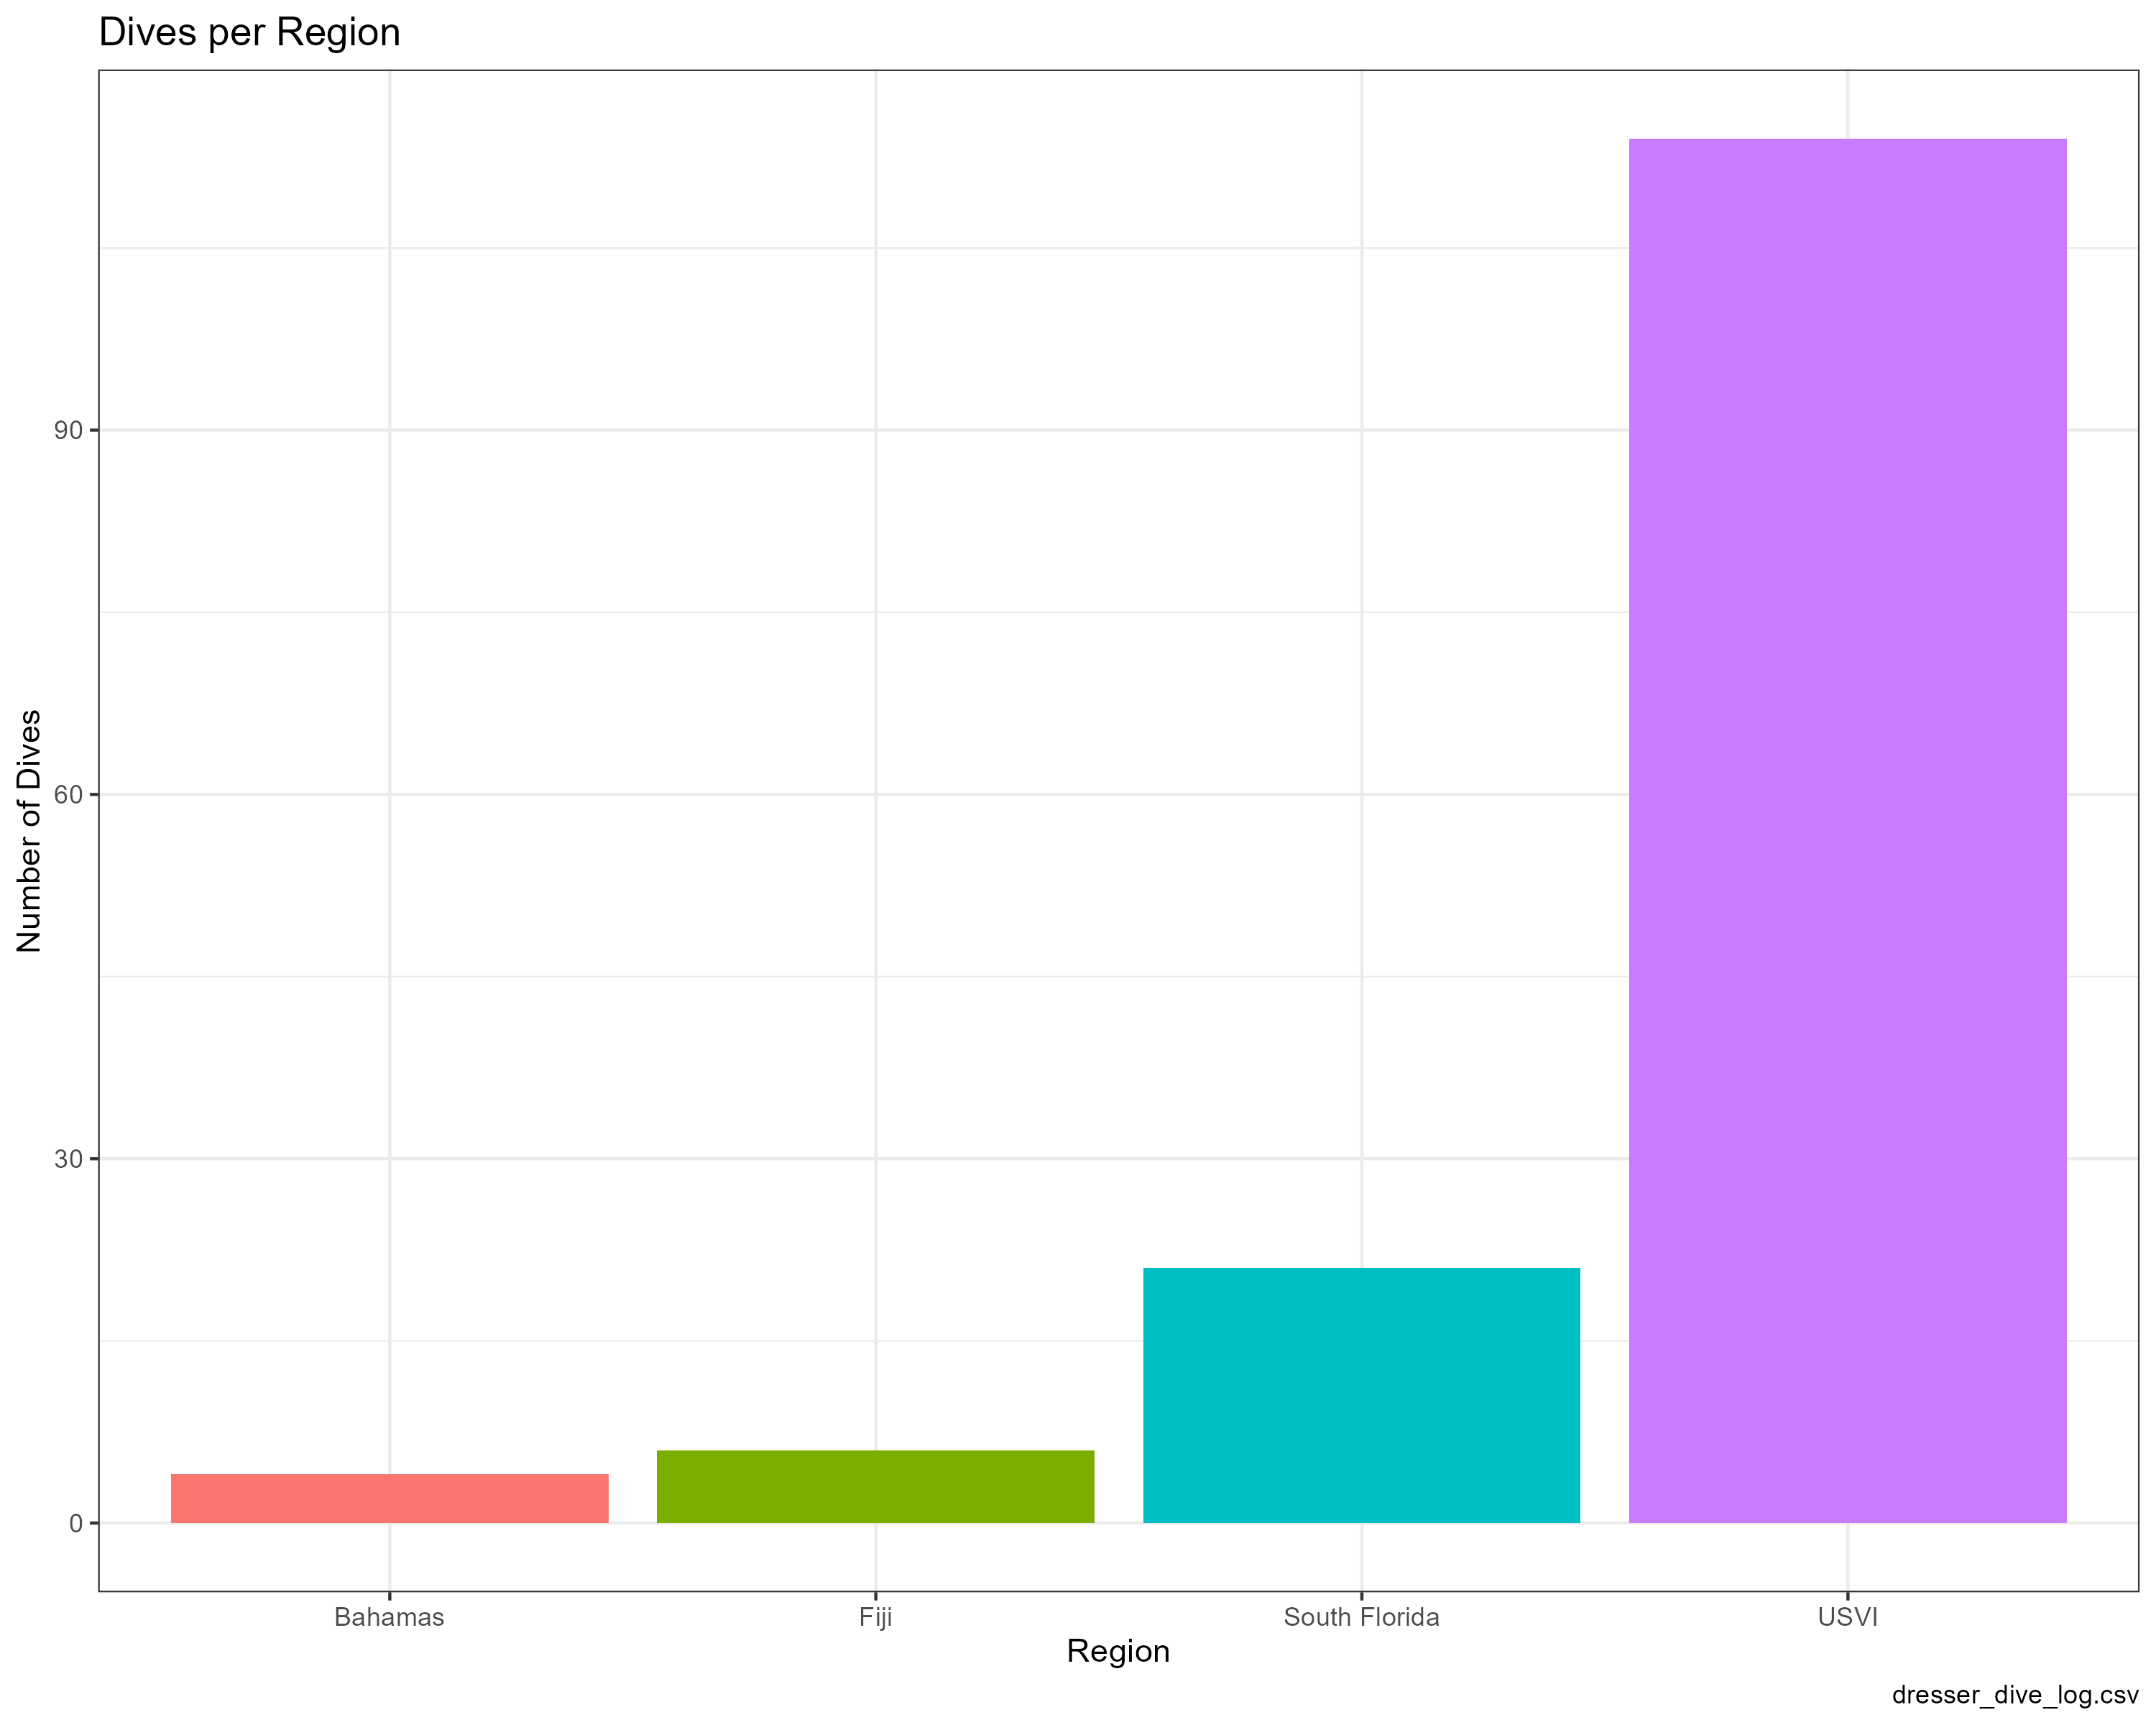 Dives per Region
Number of Dives
90
60
30
0
Bahamas Fiji South Florida USVI
Region
dresser_dive_log.csv